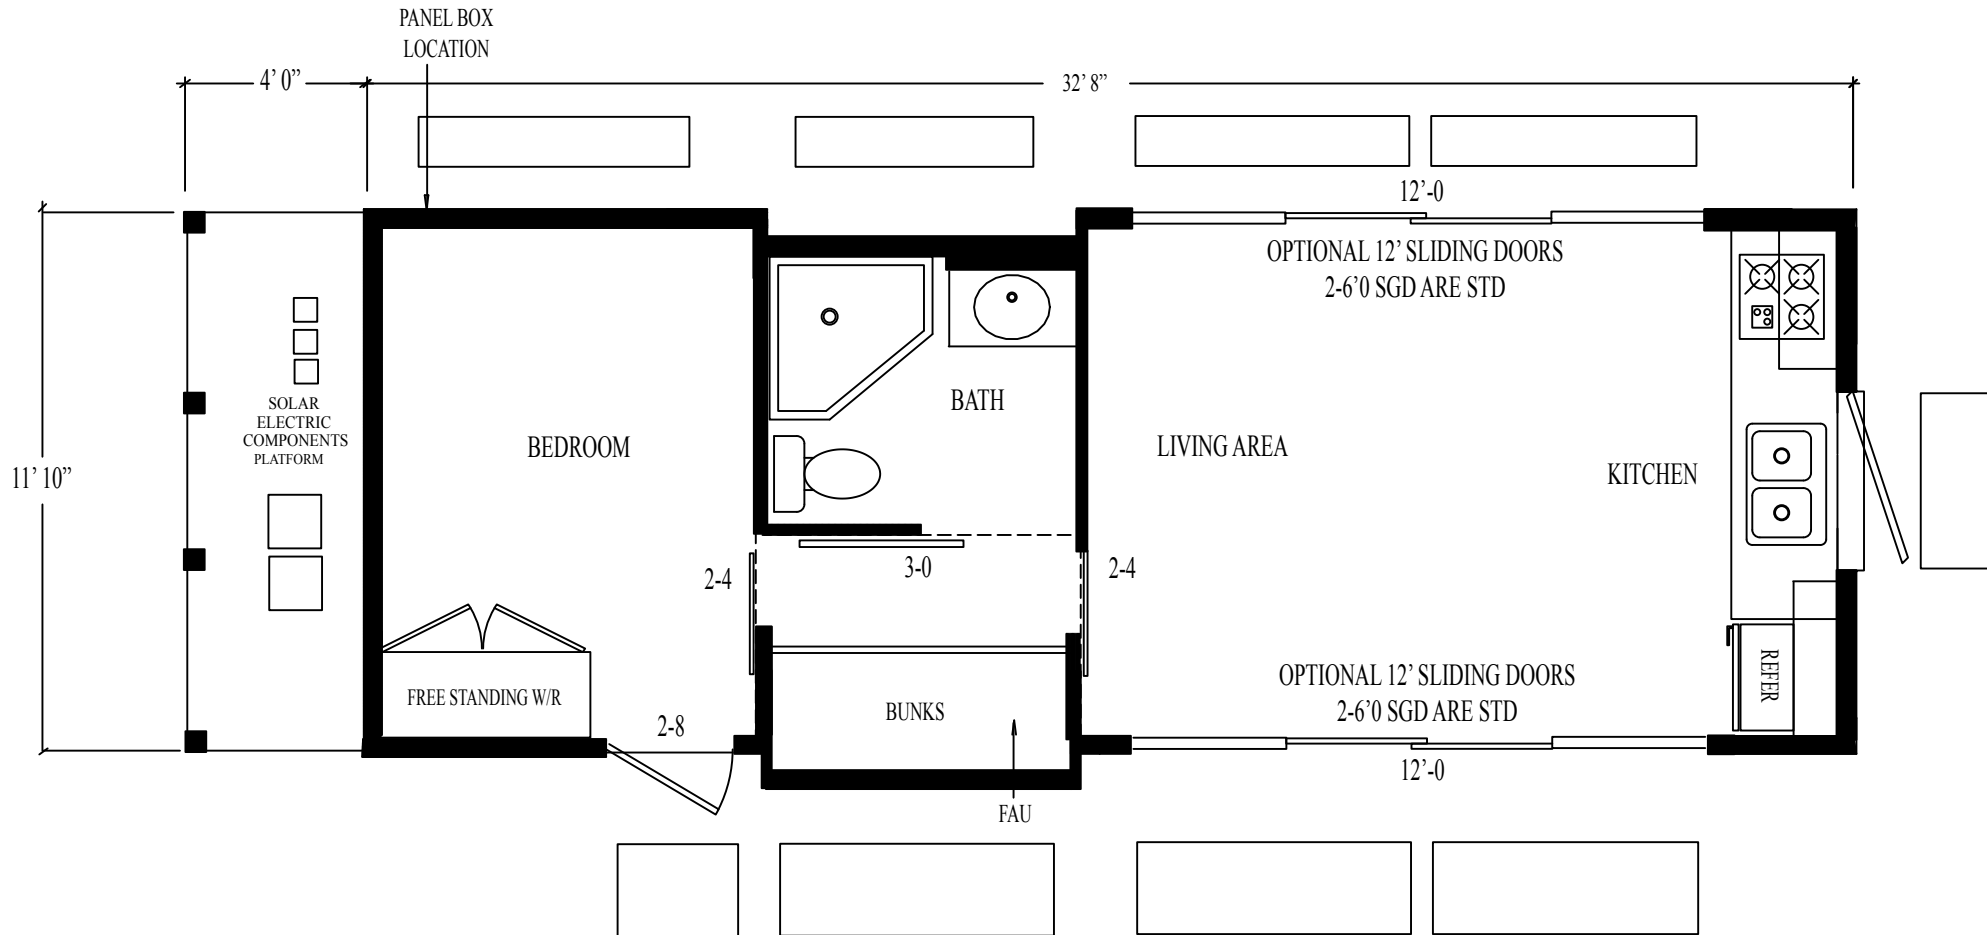 PANEL BOX
LOCATION
4’ 0”
32’ 8”
12’-0
OPTIONAL 12’ SLIDING DOORS
2-6’0 SGD ARE STD
SOLAR
ELECTRIC
COMPONENTS
PLATFORM
11’ 10”
BEDROOM
BATH
LIVING AREA
KITCHEN
2-4
3-0
2-4
FREE STANDING W/R
2-8
BUNKS
FAU
OPTIONAL 12’ SLIDING DOORS
2-6’0 SGD ARE STD
REFER
12’-0